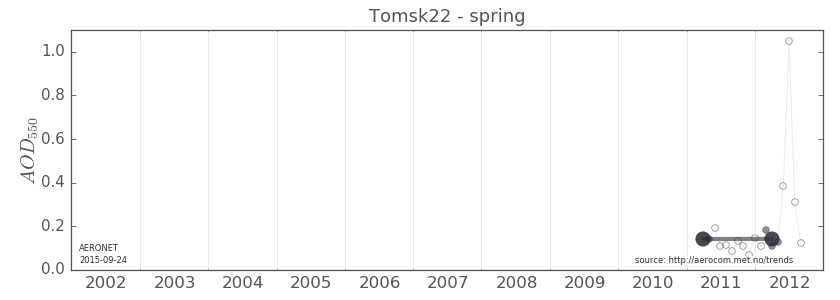 Tomsk22 - spring
AOD550
1.0
0.8
0.6
0.4
0.2
0.0
AERONET
2015-09-24
source: http://aerocom.met.no/trends
2002 2003 2004 2005 2006 2007 2008 2009 2010 2011 2012